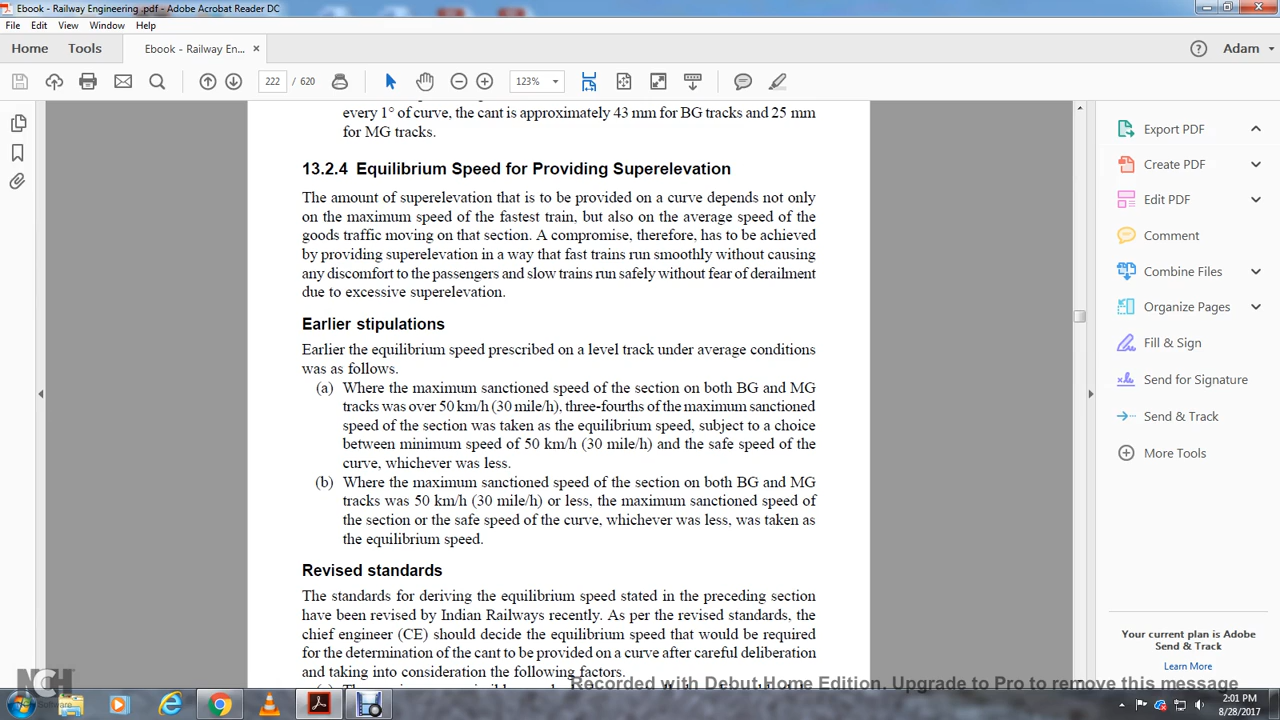 Ebook - Railway Engineering .pdf - Adobe Acrobat Reader DC
File Edit View Window Help
Home Tools Ebook - Railway En... × Adam
222 / 620 123%
every 1° of curve, the cant is approximately 43 mm for BG tracks and 25 mm
for MG tracks.
13.2.4 Equilibrium Speed for Providing Superelevation
The amount of superelevation that is to be provided on a curve depends not only
on the maximum speed of the fastest train, but also on the average speed of the
goods traffic moving on that section. A compromise, therefore, has to be achieved
by providing superelevation in a way that fast trains run smoothly without causing
any discomfort to the passengers and slow trains run safely without fear of derailment
due to excessive superelevation.
Earlier stipulations
Earlier the equilibrium speed prescribed on a level track under average conditions
was as follows.
(a) Where the maximum sanctioned speed of the section on both BG and MG
tracks was over 50 km/h (30 mile/h), three-fourths of the maximum sanctioned
speed of the section was taken as the equilibrium speed, subject to a choice
between minimum speed of 50 km/h (30 mile/h) and the safe speed of the
curve, whichever was less.
(b) Where the maximum sanctioned speed of the section on both BG and MG
tracks was 50 km/h (30 mile/h) or less, the maximum sanctioned speed of
the section or the safe speed of the curve, whichever was less, was taken as
the equilibrium speed.
Revised standards
The standards for deriving the equilibrium speed stated in the preceding section
have been revised by Indian Railways recently. As per the revised standards, the
chief engineer (CE) should decide the equilibrium speed that would be required
for the determination of the cant to be provided on a curve after careful deliberation
and taking into consideration the following factors.
Export PDF
Create PDF
Edit PDF
Comment
Combine Files
Organize Pages
Fill & Sign
Send for Signature
Send & Track
More Tools
Your current plan is Adobe
Send & Track
Learn More
Recorded with Debut Home Edition. Upgrade to Pro to remove this message
NCH
Software
2:01 PM
8/28/2017